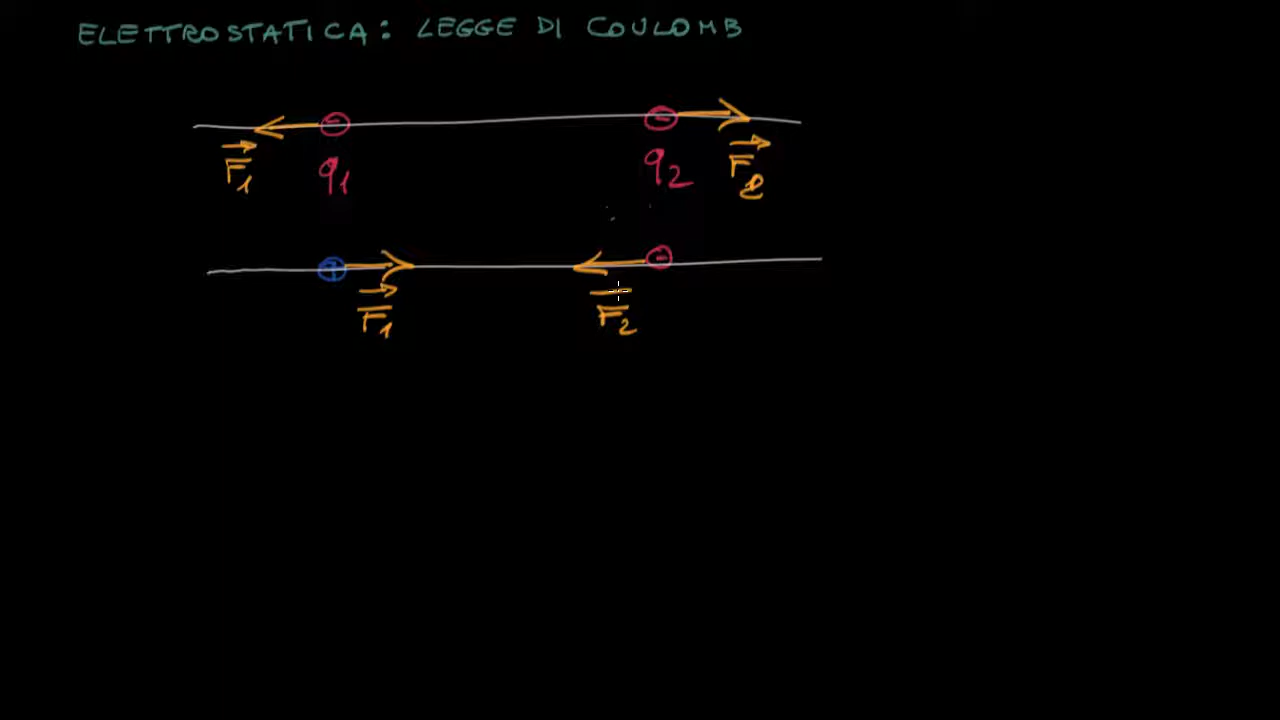 ELETTROSTATICA: LEGGE DI COULOMB
- -
F1 q1 q2 F2
+ -
F1 F2